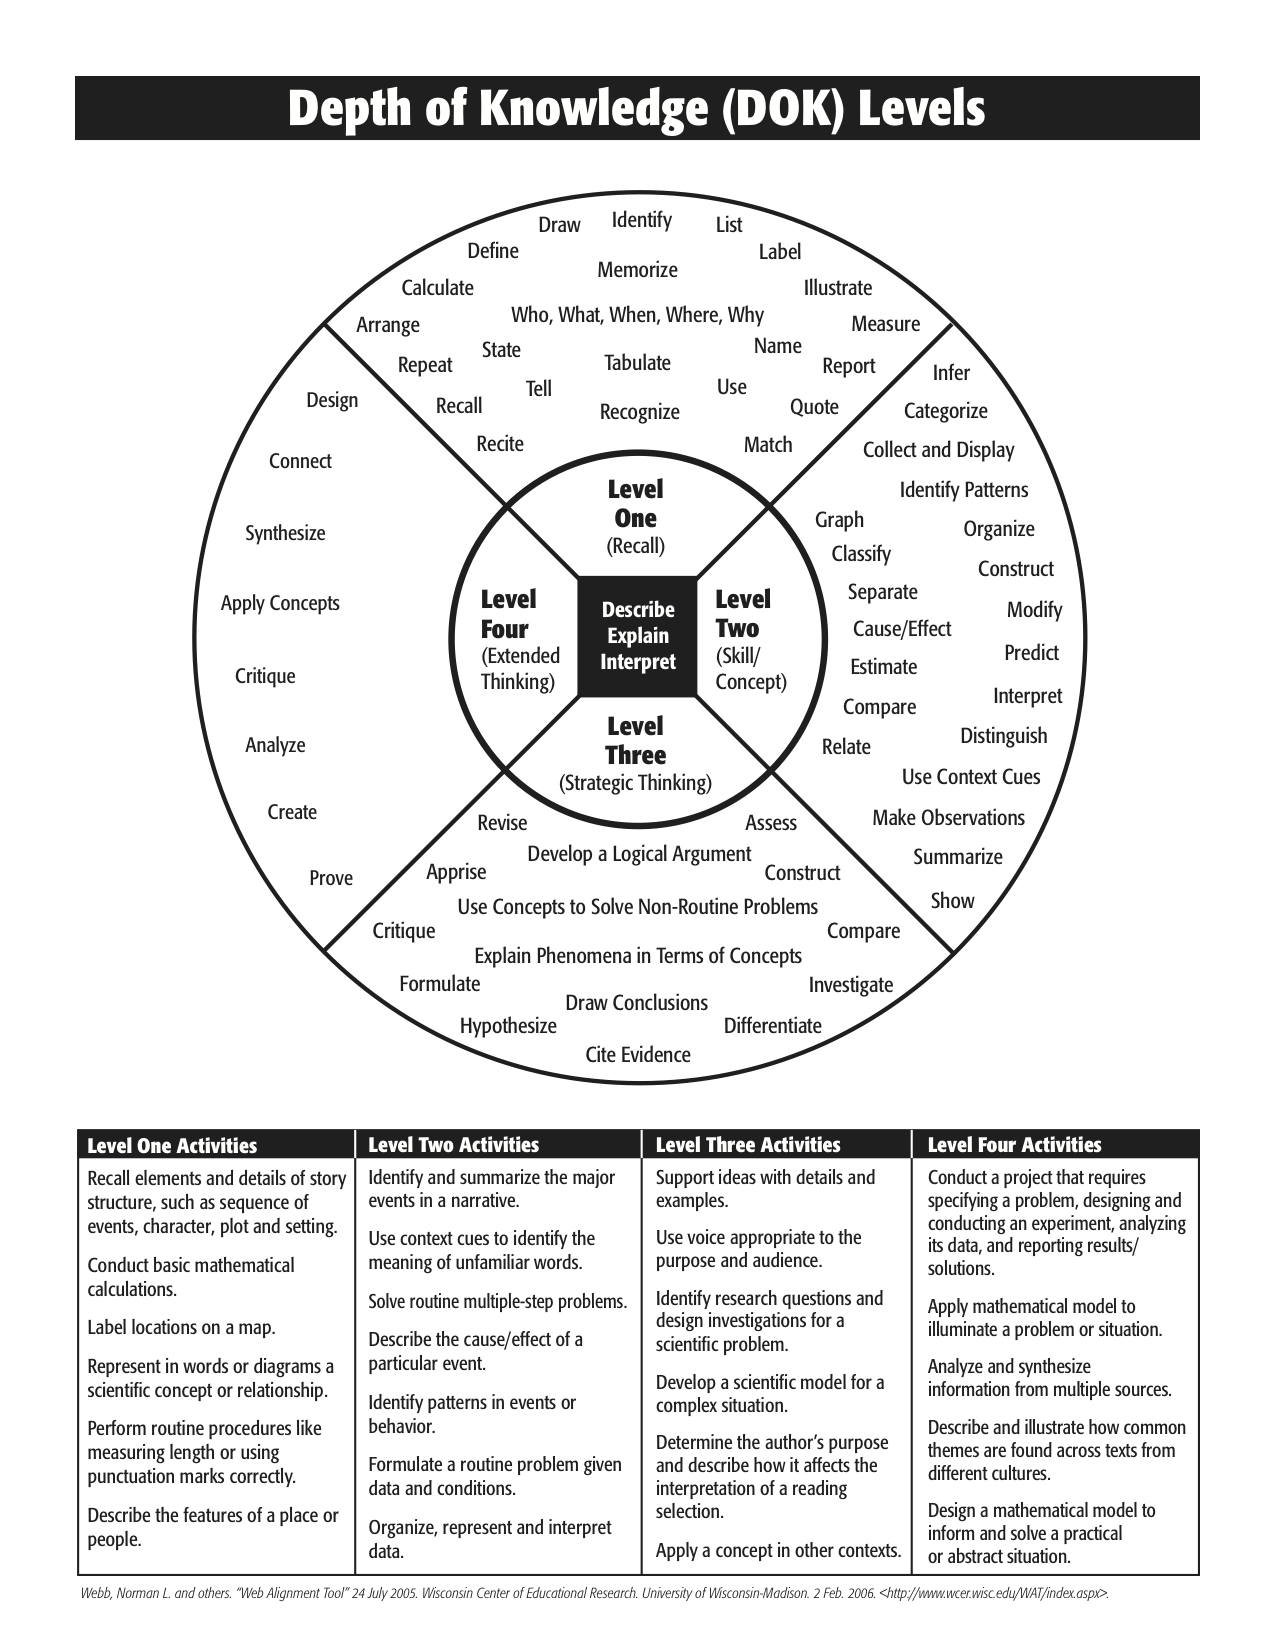 Depth of Knowledge (DOK) Levels
Draw
Identify
List
Define
Label
Memorize
Calculate
Illustrate
Who, What, When, Where, Why
Arrange
Measure
State
Name
Repeat
Tabulate
Report
Tell
Use
Recall
Recognize
Quote
Recite
Match
Level
One
(Recall)
Infer
Categorize
Collect and Display
Identify Patterns
Graph
Organize
Classify
Construct
Separate
Modify
Cause/Effect
Predict
Estimate
Interpret
Compare
Distinguish
Relate
Use Context Cues
Make Observations
Summarize
Show
Level
Two
(Skill/
Concept)
Describe
Explain
Interpret
Level
Three
(Strategic Thinking)
Revise
Assess
Develop a Logical Argument
Apprise
Construct
Use Concepts to Solve Non-Routine Problems
Critique
Compare
Explain Phenomena in Terms of Concepts
Formulate
Investigate
Draw Conclusions
Hypothesize
Differentiate
Cite Evidence
Level
Four
(Extended
Thinking)
Design
Connect
Synthesize
Apply Concepts
Critique
Analyze
Create
Prove
Level One Activities
Recall elements and details of story
structure, such as sequence of
events, character, plot and setting.
Conduct basic mathematical
calculations.
Label locations on a map.
Represent in words or diagrams a
scientific concept or relationship.
Perform routine procedures like
measuring length or using
punctuation marks correctly.
Describe the features of a place or
people.
Level Two Activities
Identify and summarize the major
events in a narrative.
Use context cues to identify the
meaning of unfamiliar words.
Solve routine multiple-step problems.
Describe the cause/effect of a
particular event.
Identify patterns in events or
behavior.
Formulate a routine problem given
data and conditions.
Organize, represent and interpret
data.
Level Three Activities
Support ideas with details and
examples.
Use voice appropriate to the
purpose and audience.
Identify research questions and
design investigations for a
scientific problem.
Develop a scientific model for a
complex situation.
Determine the author’s purpose
and describe how it affects the
interpretation of a reading
selection.
Apply a concept in other contexts.
Level Four Activities
Conduct a project that requires
specifying a problem, designing and
conducting an experiment, analyzing
its data, and reporting results/
solutions.
Apply mathematical model to
illuminate a problem or situation.
Analyze and synthesize
information from multiple sources.
Describe and illustrate how common
themes are found across texts from
different cultures.
Design a mathematical model to
inform and solve a practical
or abstract situation.
Webb, Norman L. and others. “Web Alignment Tool” 24 July 2005. Wisconsin Center of Educational Research. University of Wisconsin-Madison. 2 Feb. 2006. <http://www.wcer.wisc.edu/WAT/index.aspx>.